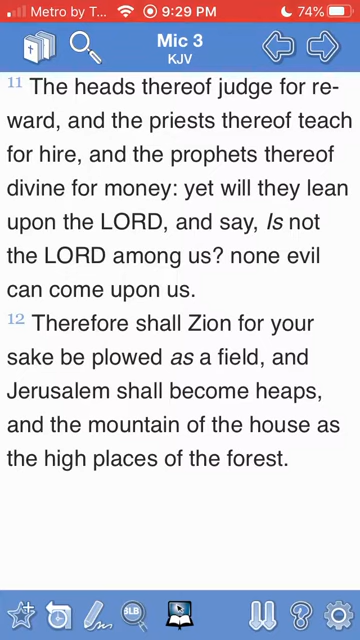 Metro by T... 9:29 PM 74%
Mic 3
KJV
11 The heads thereof judge for re-
ward, and the priests thereof teach
for hire, and the prophets thereof
divine for money: yet will they lean
upon the LORD, and say, Is not
the LORD among us? none evil
can come upon us.
12 Therefore shall Zion for your
sake be plowed as a field, and
Jerusalem shall become heaps,
and the mountain of the house as
the high places of the forest.
BLB